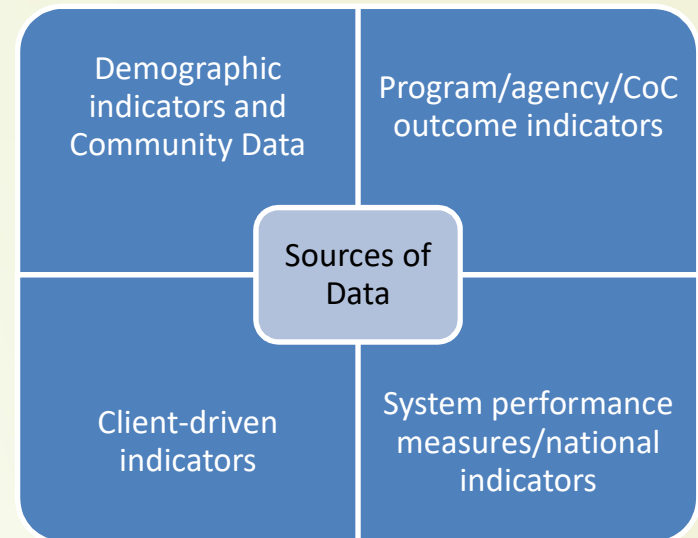 Demographic
indicators and
Community Data
Program/agency/CoC
outcome indicators
Sources of
Data
Client-driven
indicators
System performance
measures/national
indicators